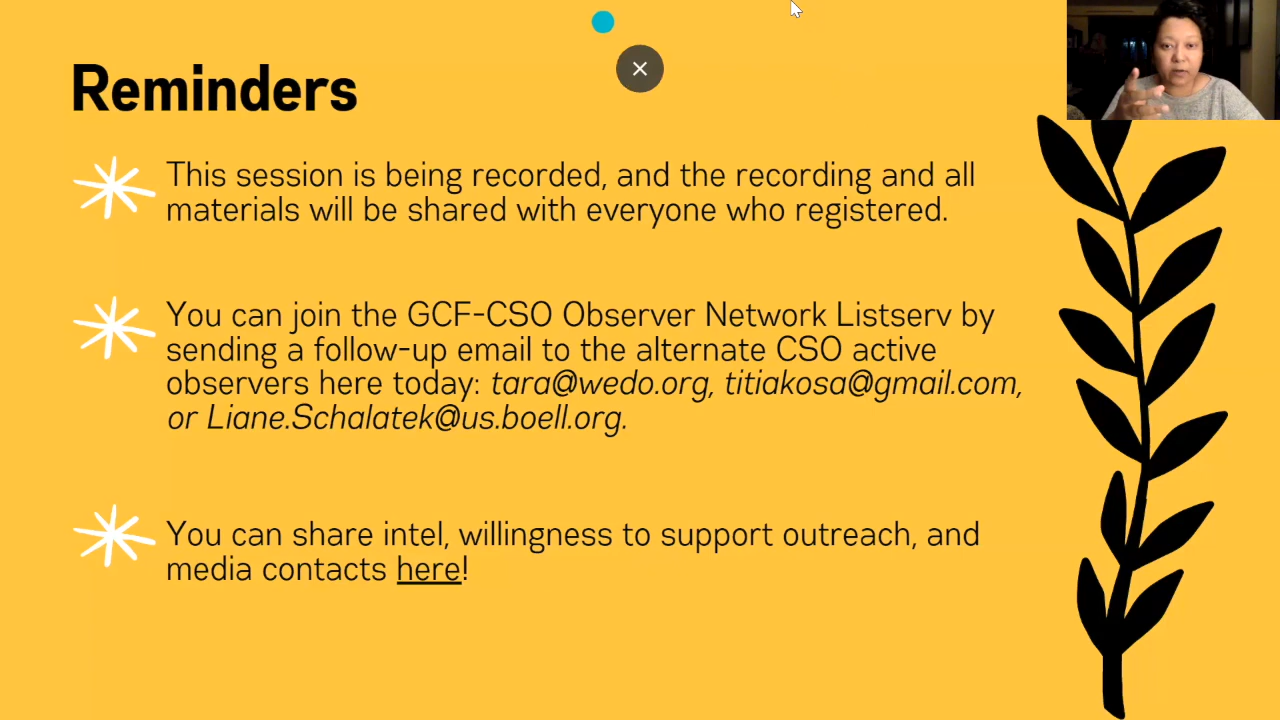 Reminders
This session is being recorded, and the recording and all
materials will be shared with everyone who registered.
You can join the GCF-CSO Observer Network Listserv by
sending a follow-up email to the alternate CSO active
observers here today: tara@wedo.org, titiakosa@gmail.com,
or Liane.Schalatek@us.boell.org.
You can share intel, willingness to support outreach, and
media contacts here!